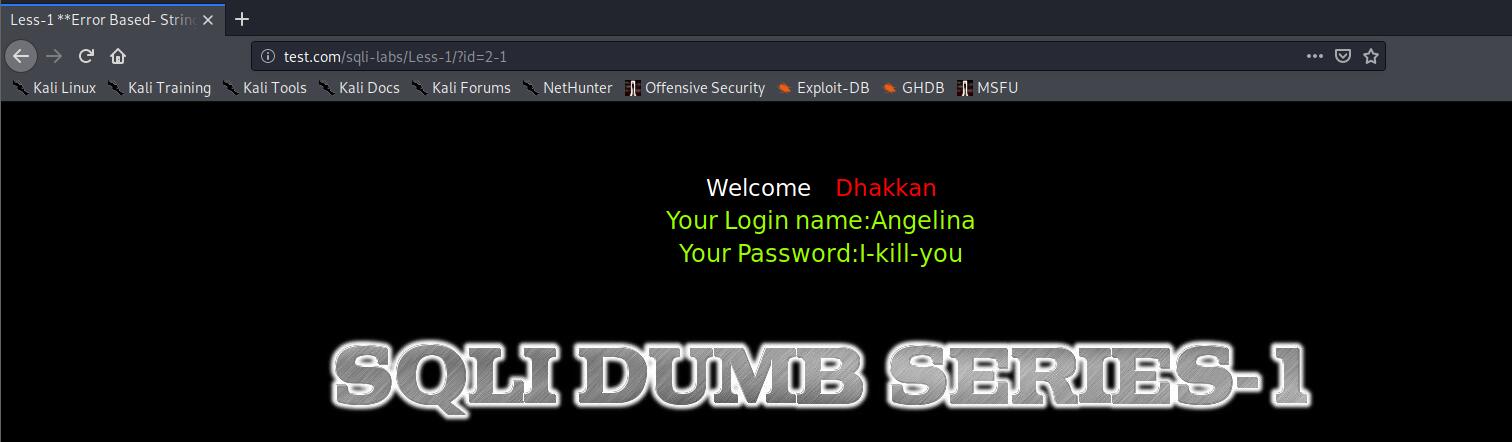 Less-1 **Error Based- Strin
test.com/sqli-labs/Less-1/?id=2-1
Kali Linux Kali Training Kali Tools Kali Docs Kali Forums NetHunter Offensive Security Exploit-DB GHDB MSFU
Welcome Dhakkan
Your Login name:Angelina
Your Password:I-kill-you
SQLI DUMB SERIES-1